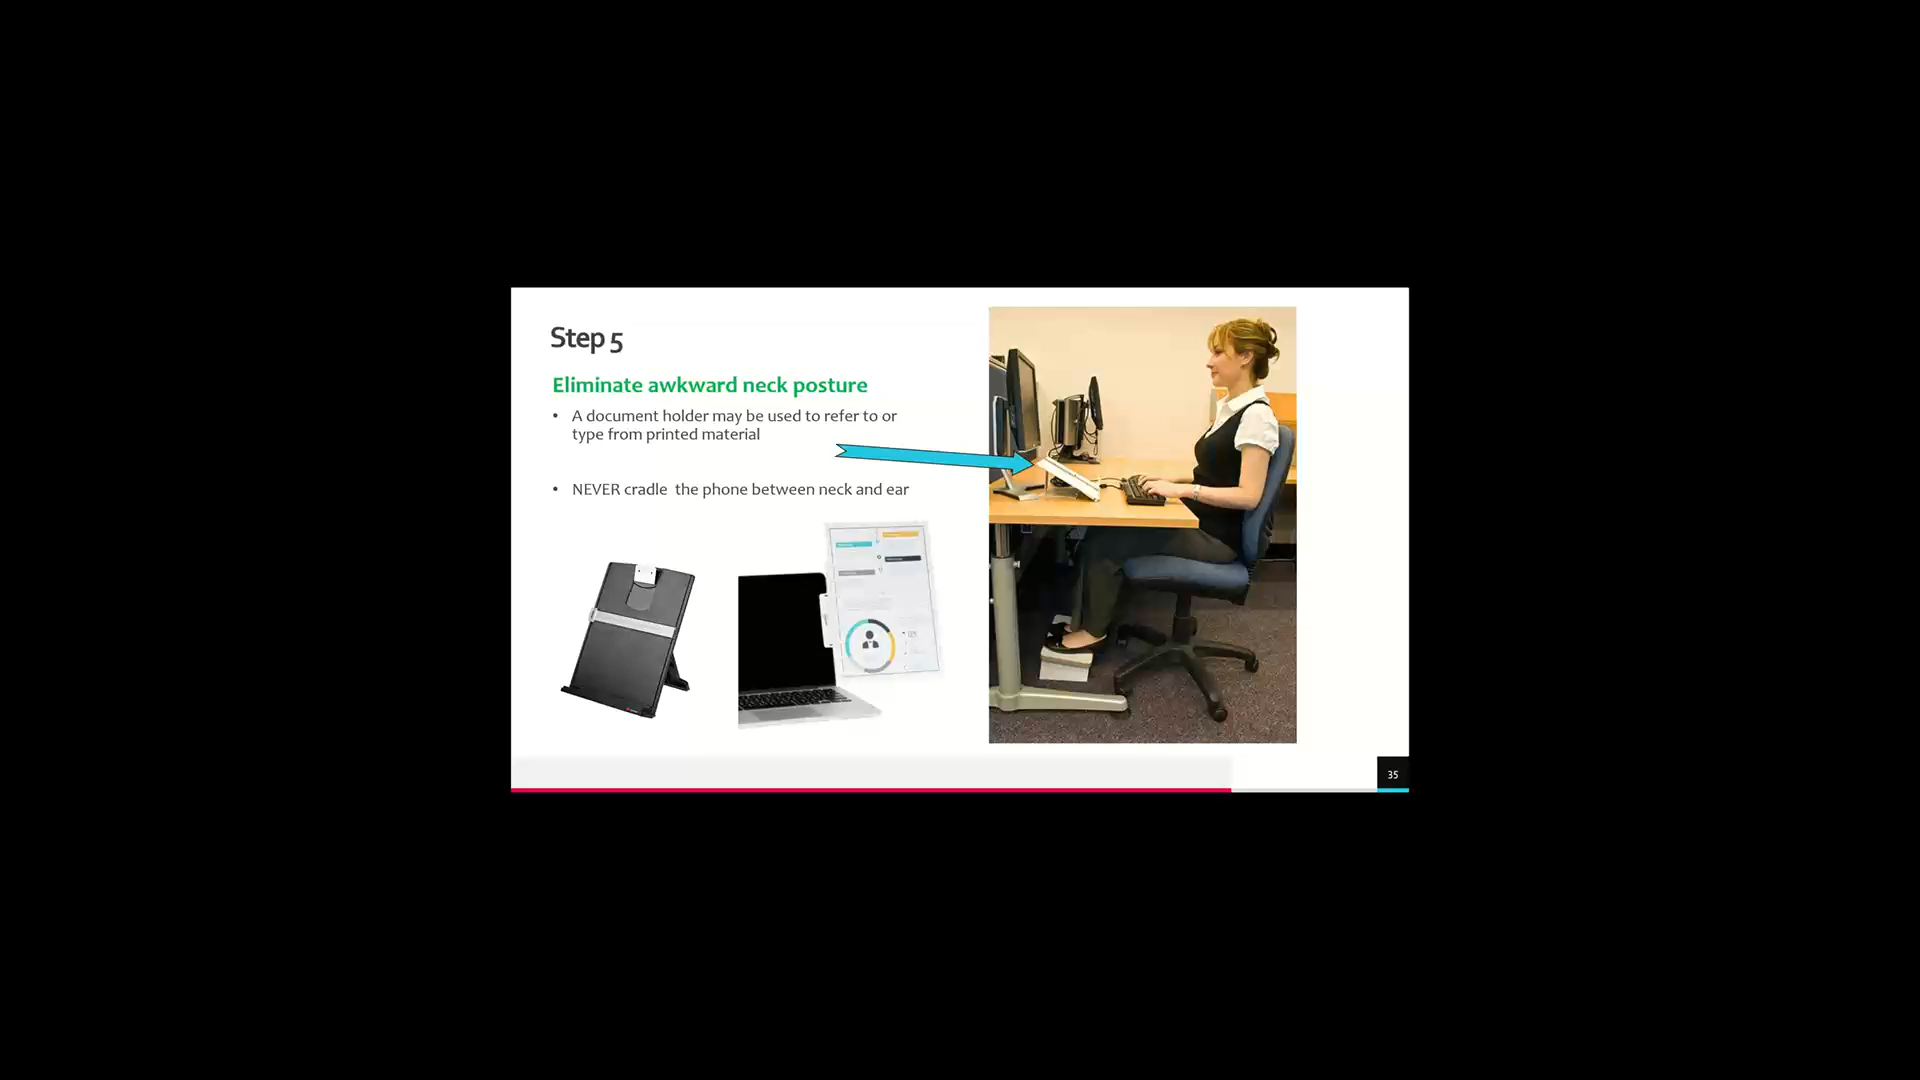 Step 5
Eliminate awkward neck posture
• A document holder may be used to refer to or
type from printed material
• NEVER cradle  the phone between neck and ear
35